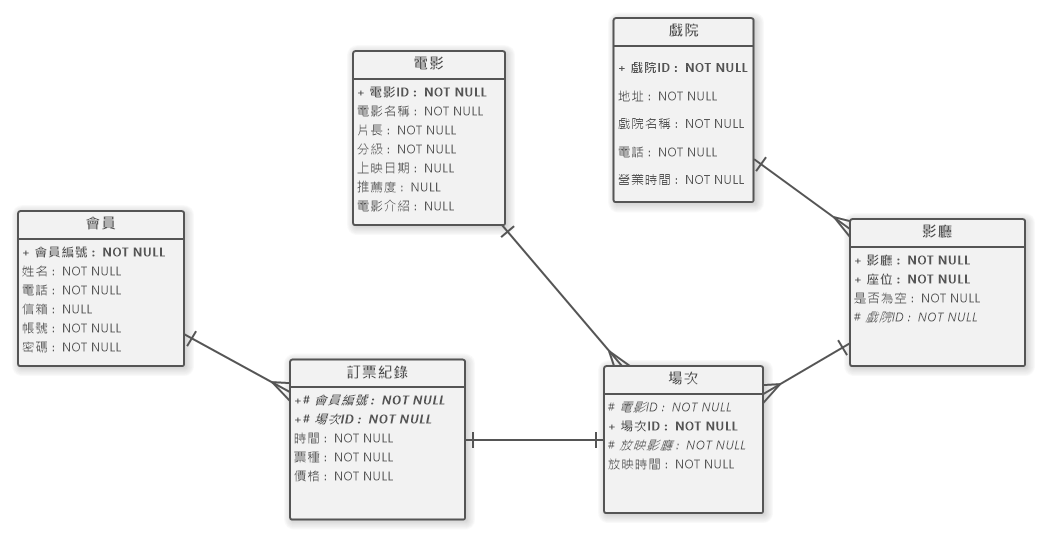 戲院
+ 戲院ID : NOT NULL
地址 : NOT NULL
戲院名稱 : NOT NULL
電話 : NOT NULL
營業時間 : NOT NULL
電影
+ 電影ID : NOT NULL
電影名稱 : NOT NULL
片長 : NOT NULL
分級 : NOT NULL
上映日期 : NULL
推薦度 : NULL
電影介紹 : NULL
會員
+ 會員編號 : NOT NULL
姓名 : NOT NULL
電話 : NOT NULL
信箱 : NULL
帳號 : NOT NULL
密碼 : NOT NULL
影廳
+ 影廳 : NOT NULL
+ 座位 : NOT NULL
是否為空 : NOT NULL
# 戲院ID : NOT NULL
訂票紀錄
+# 會員編號 : NOT NULL
+# 場次ID : NOT NULL
時間 : NOT NULL
票種 : NOT NULL
價格 : NOT NULL
場次
# 電影ID : NOT NULL
+ 場次ID : NOT NULL
# 放映影廳 : NOT NULL
放映時間 : NOT NULL